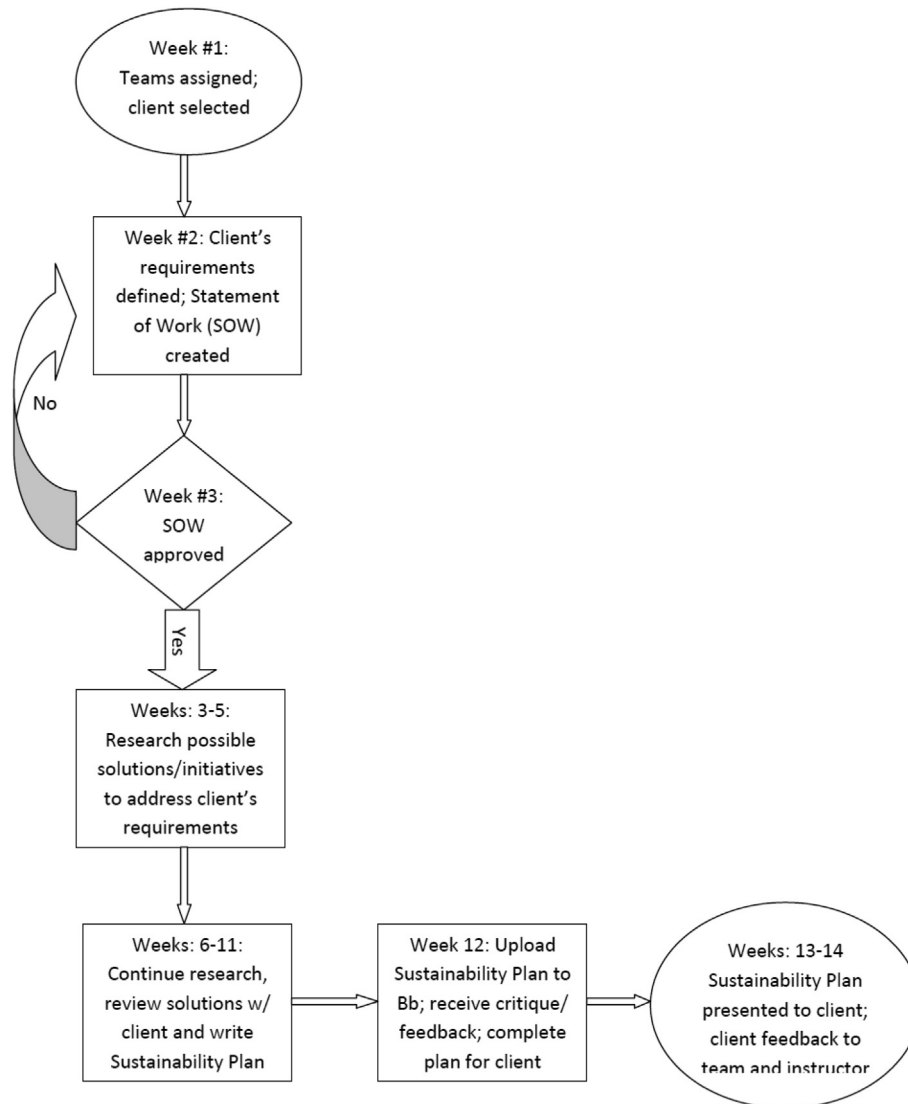 Week #1:
Teams assigned;
client selected
Week #2: Client’s
requirements
defined; Statement
of Work (SOW)
created
No
Week #3:
SOW
approved
Yes
Weeks: 3-5:
Research possible
solutions/initiatives
to address client’s
requirements
Weeks: 6-11:
Continue research,
review solutions w/
client and write
Sustainability Plan
Week 12: Upload
Sustainability Plan to
Bb; receive critique/
feedback; complete
plan for client
Weeks: 13-14
Sustainability Plan
presented to client;
client feedback to
team and instructor